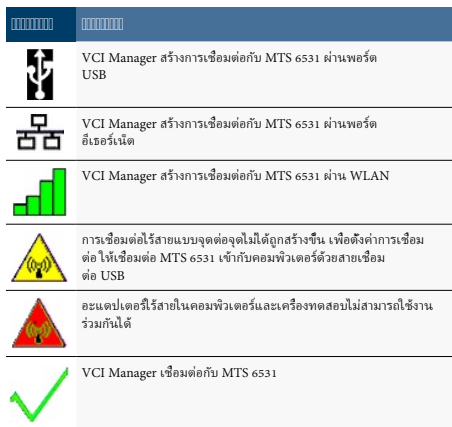 VCI Manager สร้างการเชื่อมต่อกับ MTS 6531 ผ่านพอร์ต
USB
VCI Manager สร้างการเชื่อมต่อกับ MTS 6531 ผ่านพอร์ต
อีเธอร์เน็ต
VCI Manager สร้างการเชื่อมต่อกับ MTS 6531 ผ่าน WLAN
การเชื่อมต่อไร้สายแบบจุดต่อจุดไม่ได้ถูกสร้างขึ้น เพื่อตั้งค่าการเชื่อม
ต่อ ให้เชื่อมต่อ MTS 6531 เข้ากับคอมพิวเตอร์ด้วยสายเชื่อม
ต่อ USB
อะแดปเตอร์ไร้สายในคอมพิวเตอร์และเครื่องทดสอบไม่สามารถใช้งาน
ร่วมกันได้
VCI Manager เชื่อมต่อกับ MTS 6531